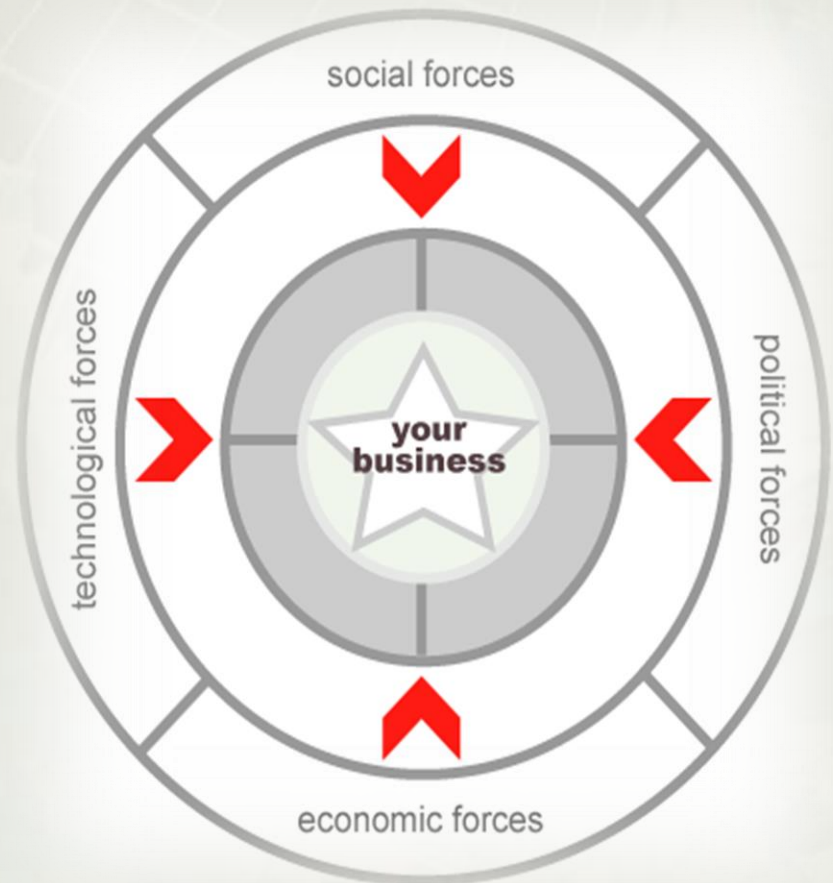 social forces
technological forces
your
business
political forces
economic forces